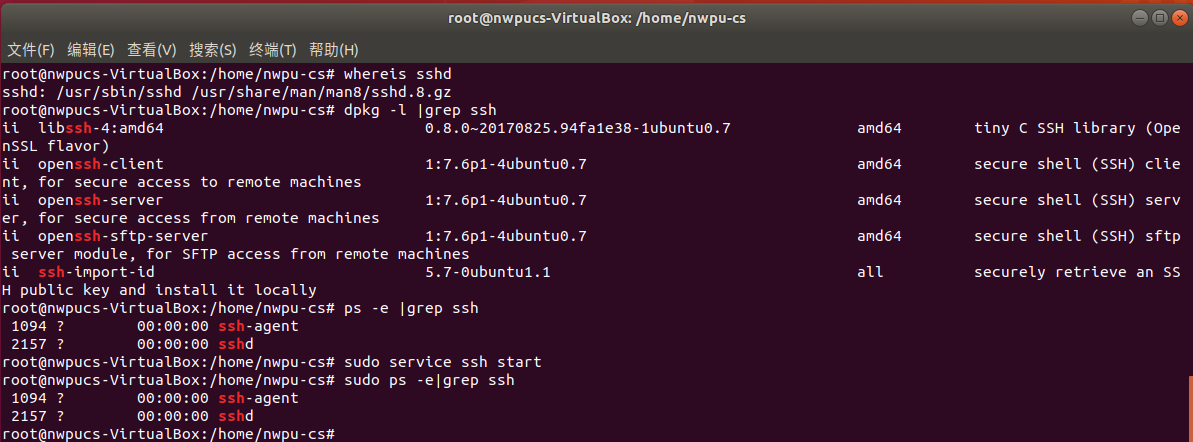 root@nwpucs-VirtualBox: /home/nwpu-cs
文件(F) 编辑(E) 查看(V) 搜索(S) 终端(T) 帮助(H)
root@nwpucs-VirtualBox:/home/nwpu-cs# whereis sshd
sshd: /usr/sbin/sshd /usr/share/man/man8/sshd.8.gz
root@nwpucs-VirtualBox:/home/nwpu-cs# dpkg -l |grep ssh
ii  libssh-4:amd64                             0.8.0~20170825.94fa1e38-1ubuntu0.7              amd64        tiny C SSH library (Ope
nSSL flavor)
ii  openssh-client                             1:7.6p1-4ubuntu0.7                              amd64        secure shell (SSH) clie
nt, for secure access to remote machines
ii  openssh-server                             1:7.6p1-4ubuntu0.7                              amd64        secure shell (SSH) serv
er, for secure access from remote machines
ii  openssh-sftp-server                        1:7.6p1-4ubuntu0.7                              amd64        secure shell (SSH) sftp
 server module, for SFTP access from remote machines
ii  ssh-import-id                              5.7-0ubuntu1.1                                  all          securely retrieve an SS
H public key and install it locally
root@nwpucs-VirtualBox:/home/nwpu-cs# ps -e |grep ssh
 1094 ?        00:00:00 ssh-agent
 2157 ?        00:00:00 sshd
root@nwpucs-VirtualBox:/home/nwpu-cs# sudo service ssh start
root@nwpucs-VirtualBox:/home/nwpu-cs# sudo ps -e|grep ssh
 1094 ?        00:00:00 ssh-agent
 2157 ?        00:00:00 sshd
root@nwpucs-VirtualBox:/home/nwpu-cs#